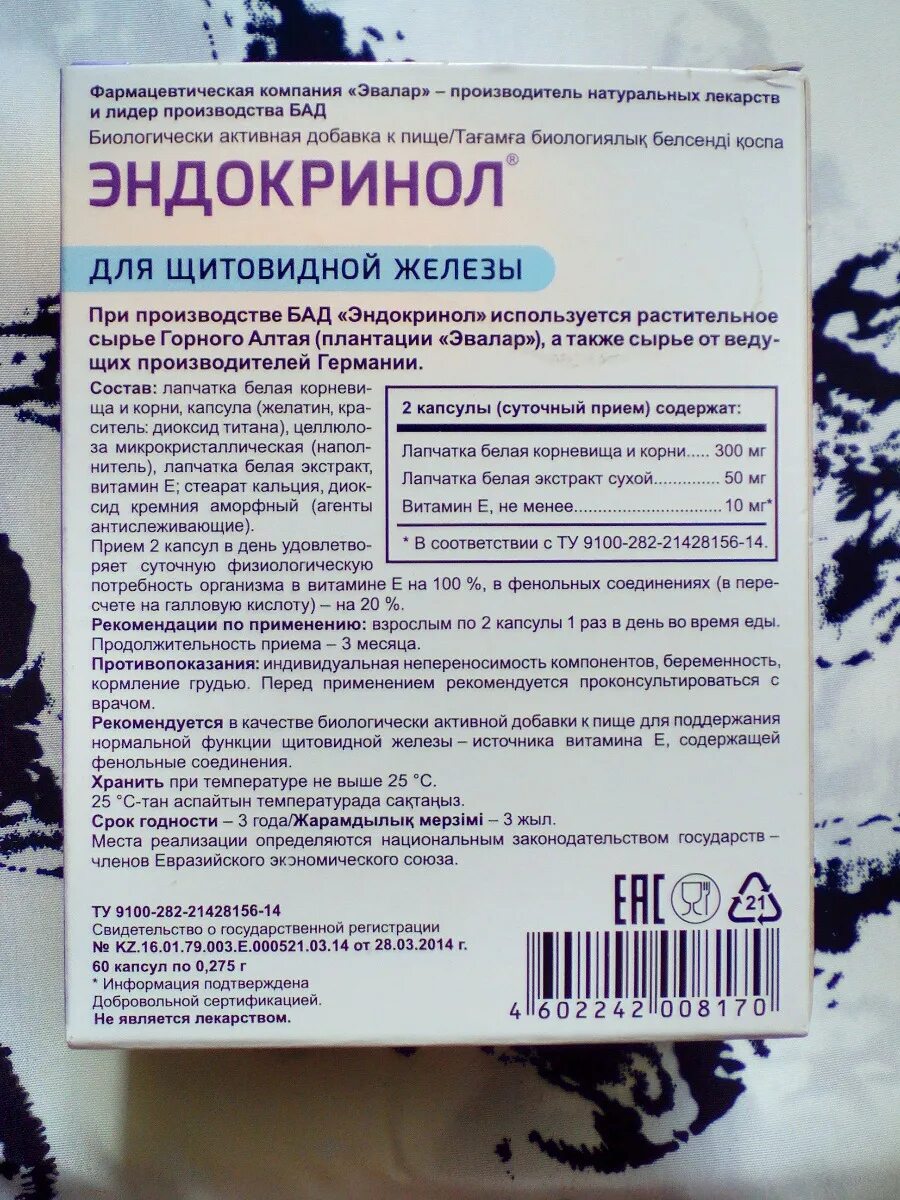 Фармацевтическая компания «Эвалар» – производитель натуральных лекарств
и лидер производства БАД
Биологически активная добавка к пище/Тағамға биологиялық белсенді қоспа
ЭНДОКРИНОЛ®
ДЛЯ ЩИТОВИДНОЙ ЖЕЛЕЗЫ
При производстве БАД «Эндокринол» используется растительное
сырье Горного Алтая (плантации «Эвалар»), а также сырье от веду-
щих производителей Германии.
Состав: лапчатка белая корневи-
ща и корни, капсула (желатин, кра-
ситель: диоксид титана), целлюло-
за микрокристаллическая (напол-
нитель), лапчатка белая экстракт,
витамин Е; стеарат кальция, диок-
сид кремния аморфный (агенты
антислеживающие).
2 капсулы (суточный прием) содержат:
Лапчатка белая корневища и корни..... 300 мг
Лапчатка белая экстракт сухой.............. 50 мг
Витамин Е, не менее............................. 10 мг*
* В соответствии с ТУ 9100-282-21428156-14.
Прием 2 капсул в день удовлетво-
ряет суточную физиологическую
потребность организма в витамине Е на 100 %, в фенольных соединениях (в пере-
счете на галловую кислоту) – на 20 %.
Рекомендации по применению: взрослым по 2 капсулы 1 раз в день во время еды.
Продолжительность приема – 3 месяца.
Противопоказания: индивидуальная непереносимость компонентов, беременность,
кормление грудью. Перед применением рекомендуется проконсультироваться с
врачом.
Рекомендуется в качестве биологически активной добавки к пище для поддержания
нормальной функции щитовидной железы – источника витамина Е, содержащей
фенольные соединения.
Хранить при температуре не выше 25 °С.
25 °С-тан аспайтын температурада сақтаңыз.
Срок годности – 3 года/Жарамдылық мерзімі – 3 жыл.
Места реализации определяются национальным законодательством государств –
членов Евразийского экономического союза.
ТУ 9100-282-21428156-14
Свидетельство о государственной регистрации
№ KZ.16.01.79.003.Е.000521.03.14 от 28.03.2014 г.
60 капсул по 0,275 г
* Информация подтверждена
Добровольной сертификацией.
Не является лекарством.
EAC
21
4 602242 008170